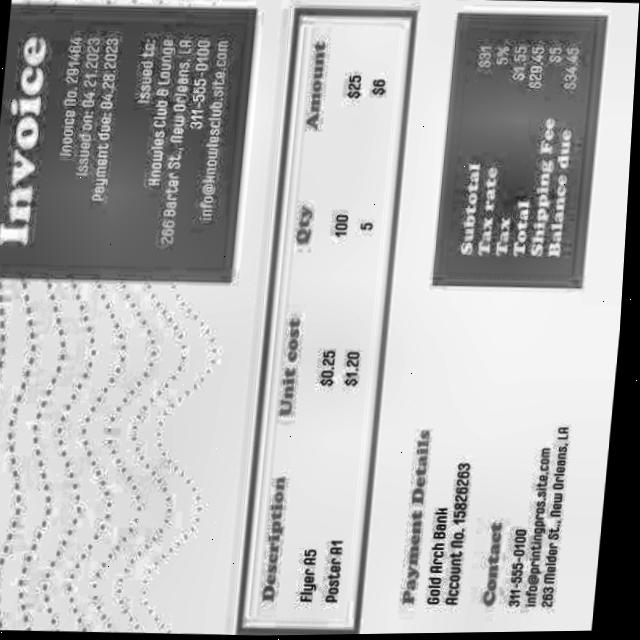 Invoice
Invoice No. 291484
Issued on: 04.21.2023
Payment due: 04.28.2023
Issued to:
Knowles Club & Lounge
266 Barter St., New Orleans, LA
311-565-0100
info@knowlesclub.site.com
Description Unit cost Qty Amount
Flyer A5 $0.25 100 $25
Poster A1 $1.20 5 $6
Subtotal $31
Tax rate 5%
Tax $1.55
Total $29.45
Shipping Fee $5
Balance due $34.45
Payment Details
Gold Arch Bank
Account No. 15826263
Contact
311-555-0100
info@printingpros.site.com
263 Melder St., New Orleans, LA